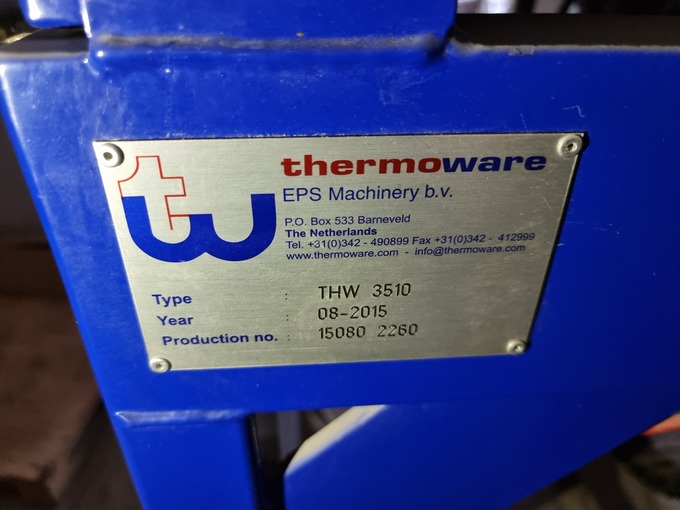 tw
thermoware
EPS Machinery b.v.
P.O. Box 533 Barneveld
The Netherlands
Tel. +31(0)342 - 490899 Fax +31(0)342 - 412999
www.thermoware.com - info@thermoware.com
Type : THW 3510
Year : 08-2015
Production no. : 15080 2260